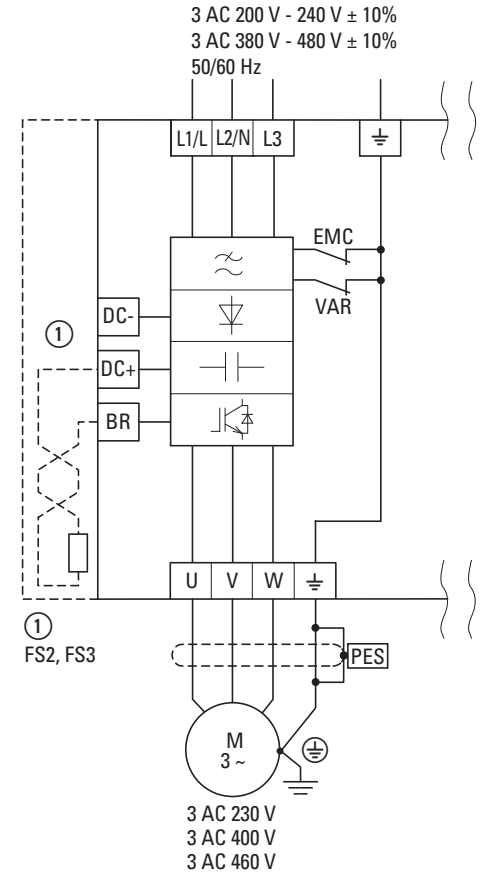 3 AC 200 V - 240 V ± 10%
3 AC 380 V - 480 V ± 10%
50/60 Hz
L1/L L2/N L3
EMC
VAR
DC-
①
DC+
BR
U V W
①
FS2, FS3
PES
M
3 ~
3 AC 230 V
3 AC 400 V
3 AC 460 V